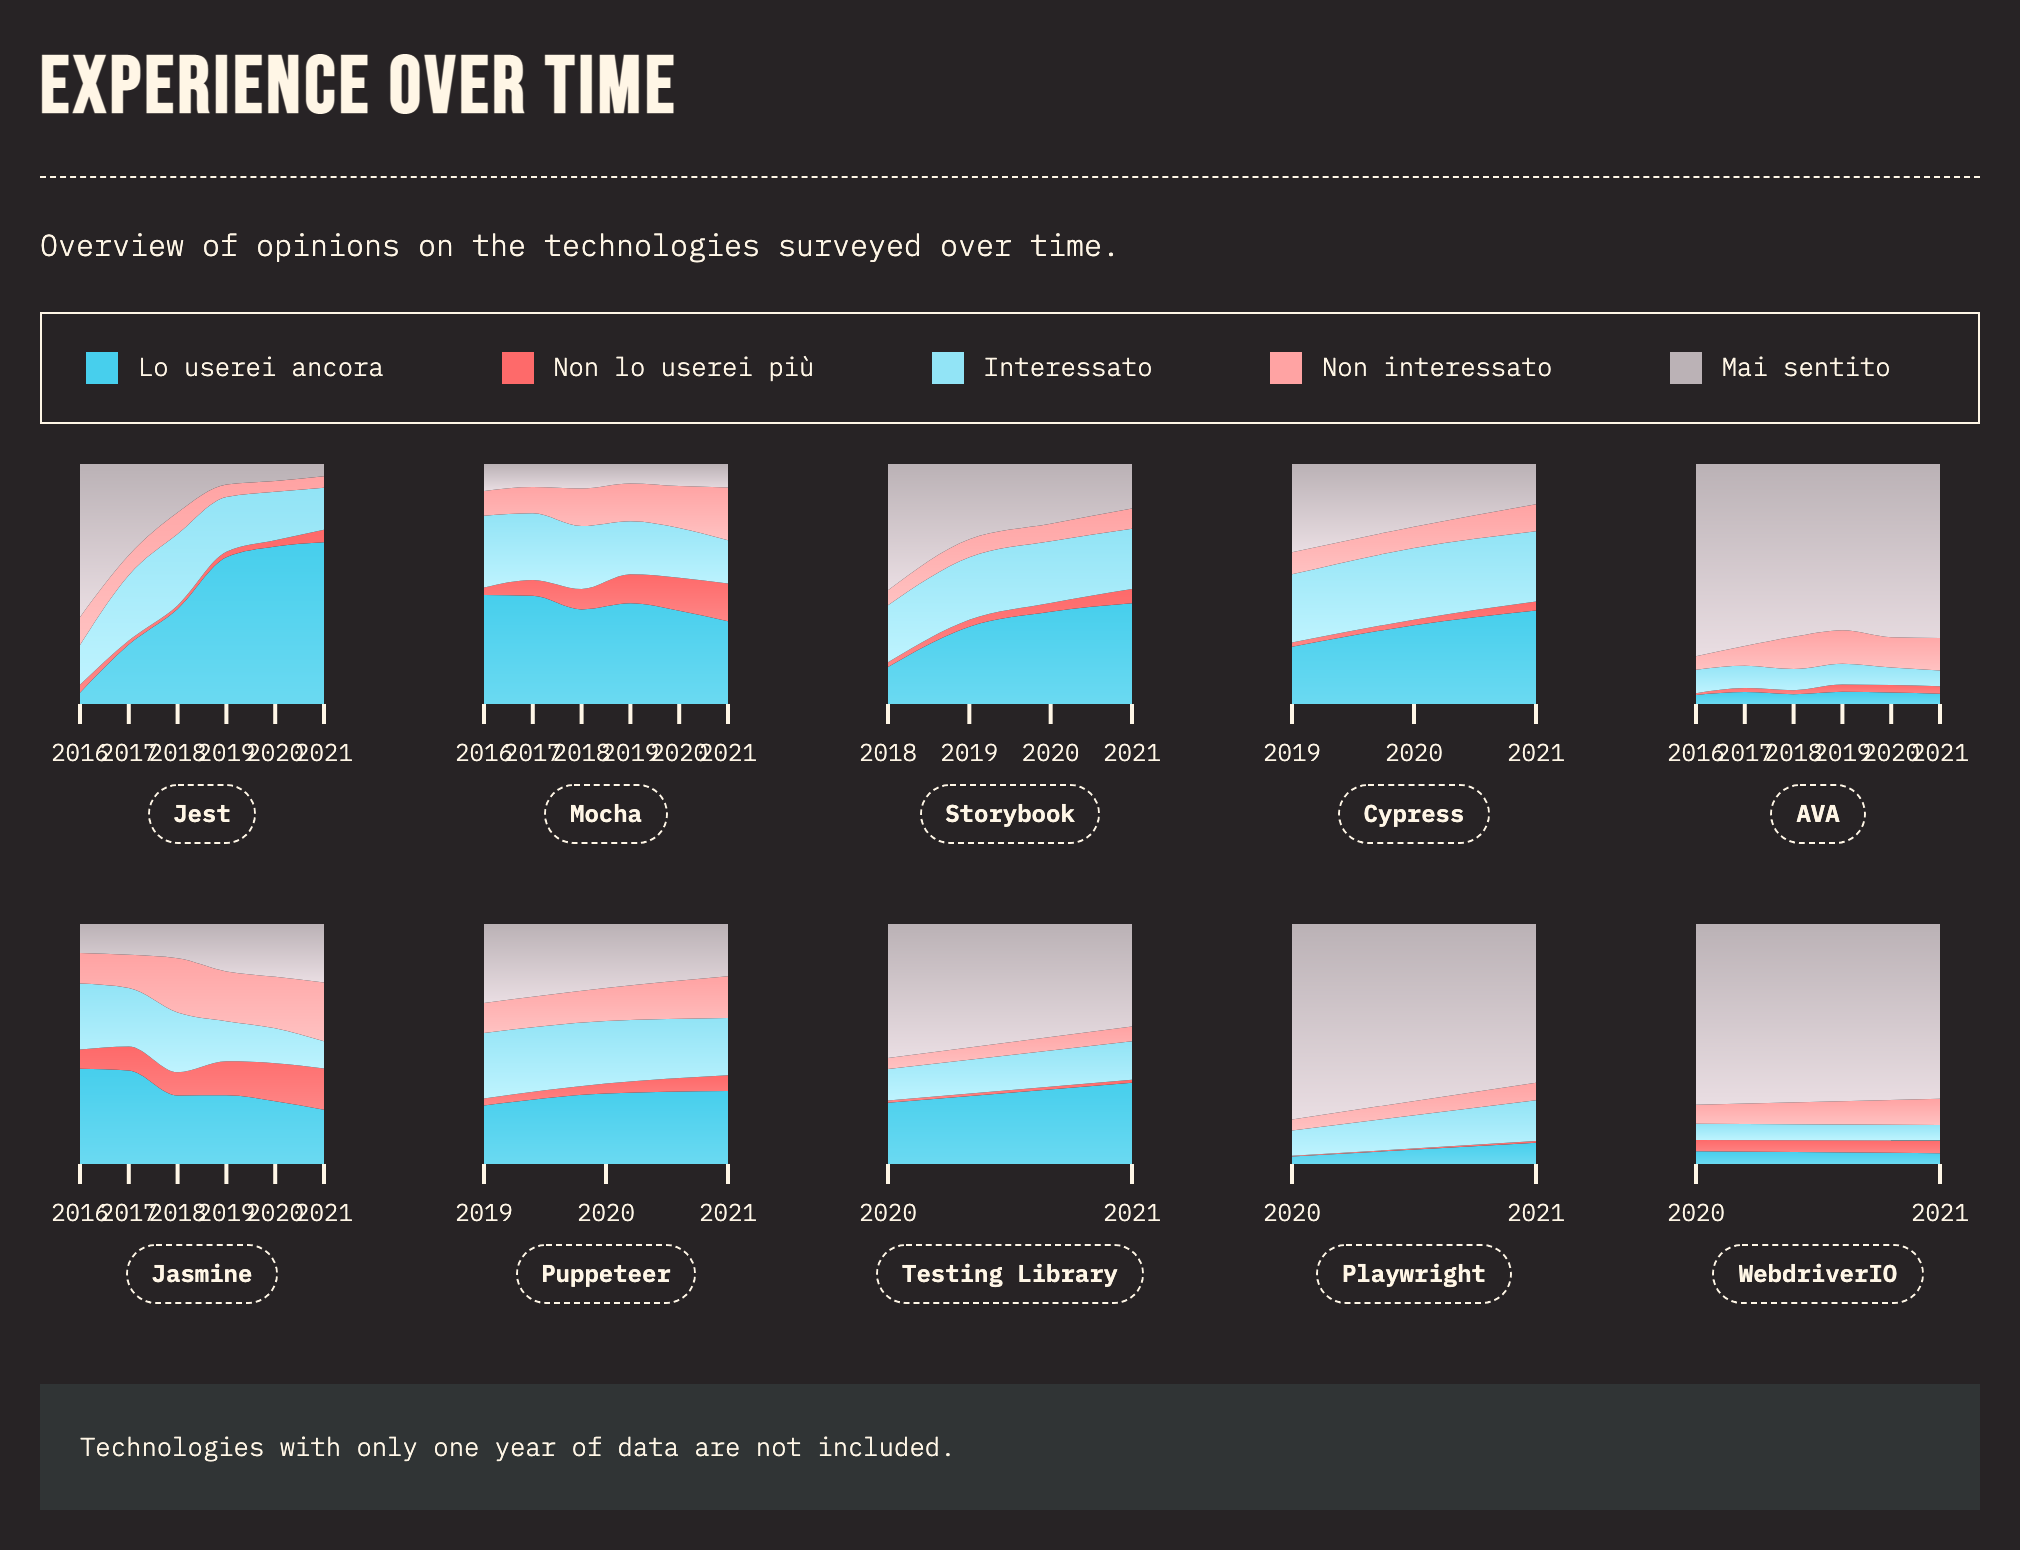 EXPERIENCE OVER TIME
Overview of opinions on the technologies surveyed over time.
Lo userei ancora Non lo userei più Interessato Non interessato Mai sentito
2016 2017 2018 2019 2020 2021 2016 2017 2018 2019 2020 2021 2018 2019 2020 2021 2019 2020 2021 2016 2017 2018 2019 2020 2021
Jest Mocha Storybook Cypress AVA
2016 2017 2018 2019 2020 2021 2019 2020 2021 2020 2021 2020 2021 2020 2021
Jasmine Puppeteer Testing Library Playwright WebdriverIO
Technologies with only one year of data are not included.